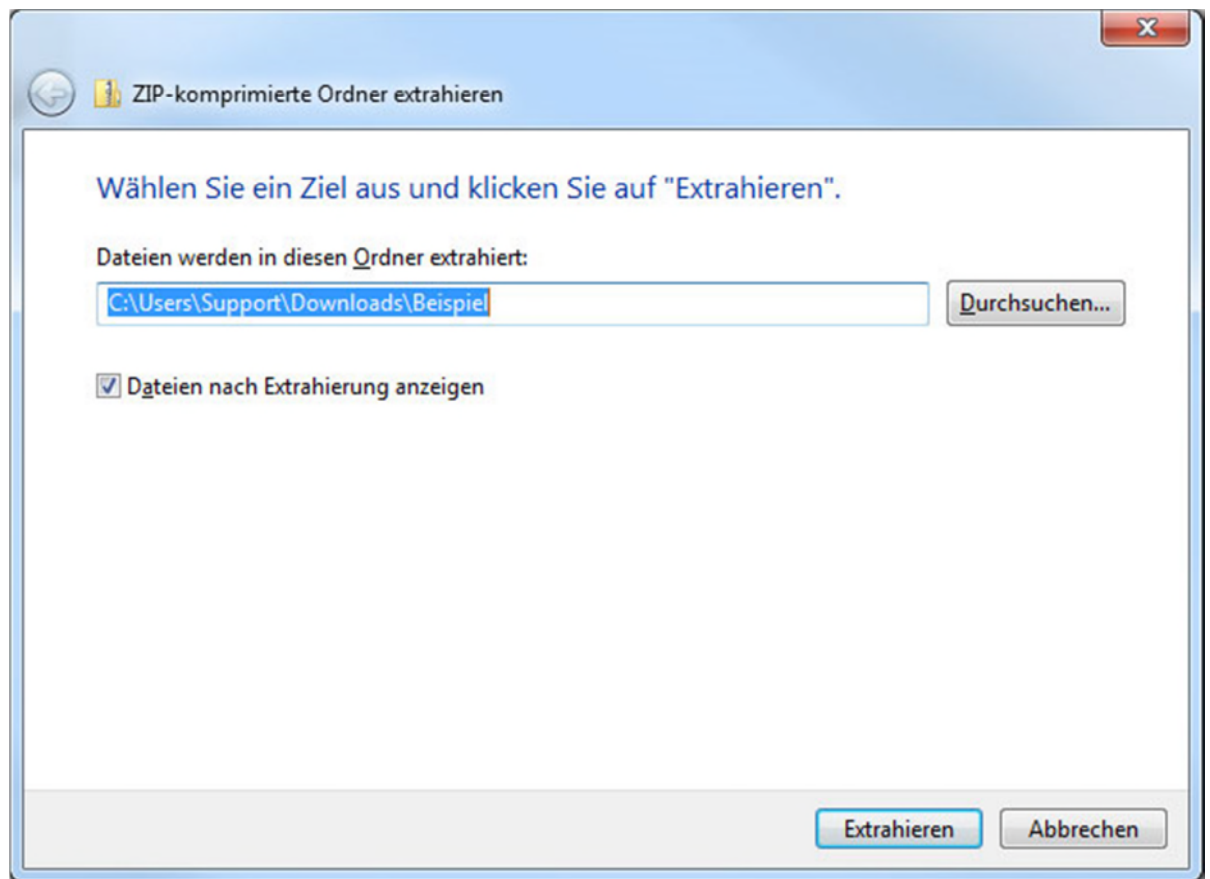 ZIP-komprimierte Ordner extrahieren
Wählen Sie ein Ziel aus und klicken Sie auf "Extrahieren".
Dateien werden in diesen Ordner extrahiert:
C:\Users\Support\Downloads\Beispiel
Durchsuchen...
Dateien nach Extrahierung anzeigen
Extrahieren
Abbrechen